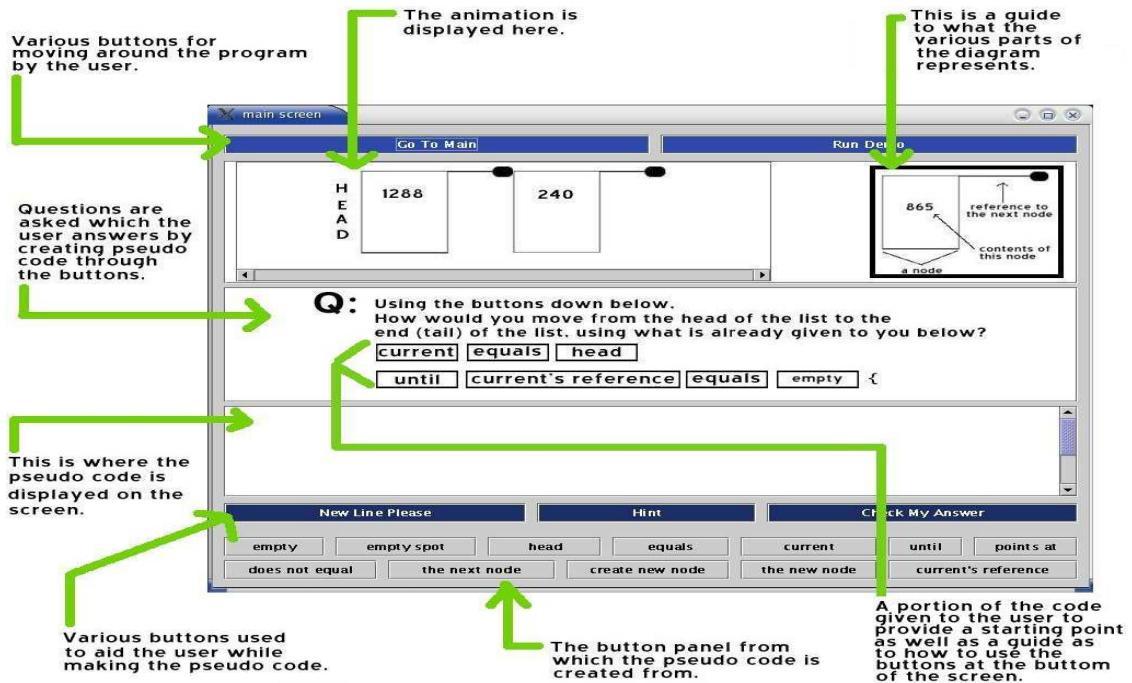 The animation is
displayed here.
This is a guide
to what the
various parts of
the diagram
represents.
Various buttons for
moving around the program
by the user.
main screen
Go To Main
Run Demo
HEAD
1288
240
865
reference to
the next node
contents of
this node
a node
Questions are
asked which the
user answers by
creating pseudo
code through
the buttons.
Q: Using the buttons down below.
How would you move from the head of the list to the
end (tail) of the list. using what is already given to you below?
current equals head
until current's reference equals empty {
This is where the
pseudo code is
displayed on the
screen.
New Line Please
Hint
Check My Answer
empty
empty spot
head
equals
current
until
points at
does not equal
the next node
create new node
the new node
current's reference
Various buttons used
to aid the user while
making the pseudo code.
The button panel from
which the pseudo code is
created from.
A portion of the code
given to the user to
provide a starting point
as well as a guide as
to how to use the
buttons at the buttom
of the screen.